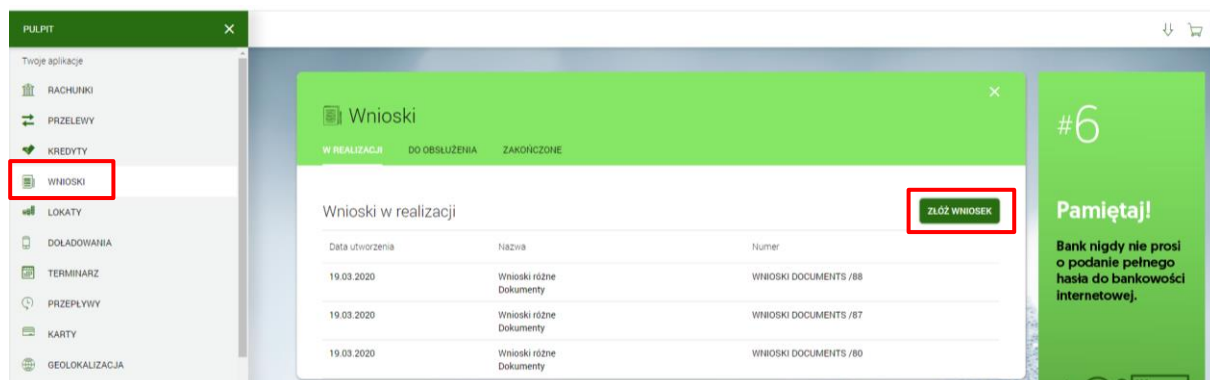 PULPIT
Twoje aplikacje
RACHUNKI
PRZELEWY
KREDYTY
WNIOSKI
LOKATY
DOŁADOWANIA
TERMINARZ
PRZEPŁYWY
KARTY
GEOLOKALIZACJA
Wnioski
W REALIZACJI DO OBSŁUŻENIA ZAKOŃCZONE
Wnioski w realizacji
ZŁÓŻ WNIOSEK
Data utworzenia Nazwa Numer
19.03.2020 Wnioski różne WNIOSKI DOCUMENTS /88
Dokumenty
19.03.2020 Wnioski różne WNIOSKI DOCUMENTS /87
Dokumenty
19.03.2020 Wnioski różne WNIOSKI DOCUMENTS /80
Dokumenty
#6
Pamiętaj!
Bank nigdy nie prosi
o podanie pełnego
hasła do bankowości
internetowej.